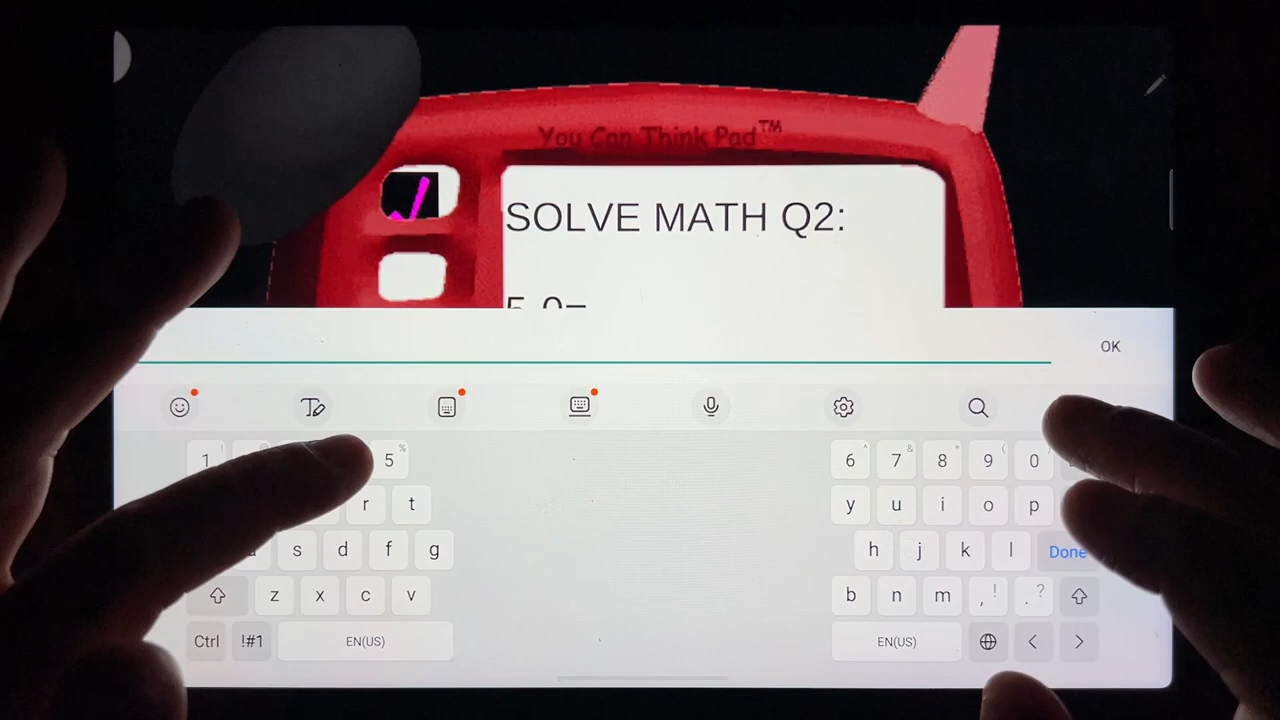 You Can Think Pad™
SOLVE MATH Q2:
OK
1 ! 5 % 6 ^ 7 & 8 * 9 ( 0
r t y u i o p
s d f g h j k l Done
z x c v b n m , ! . ?
Ctrl !#1 EN(US) EN(US) < >